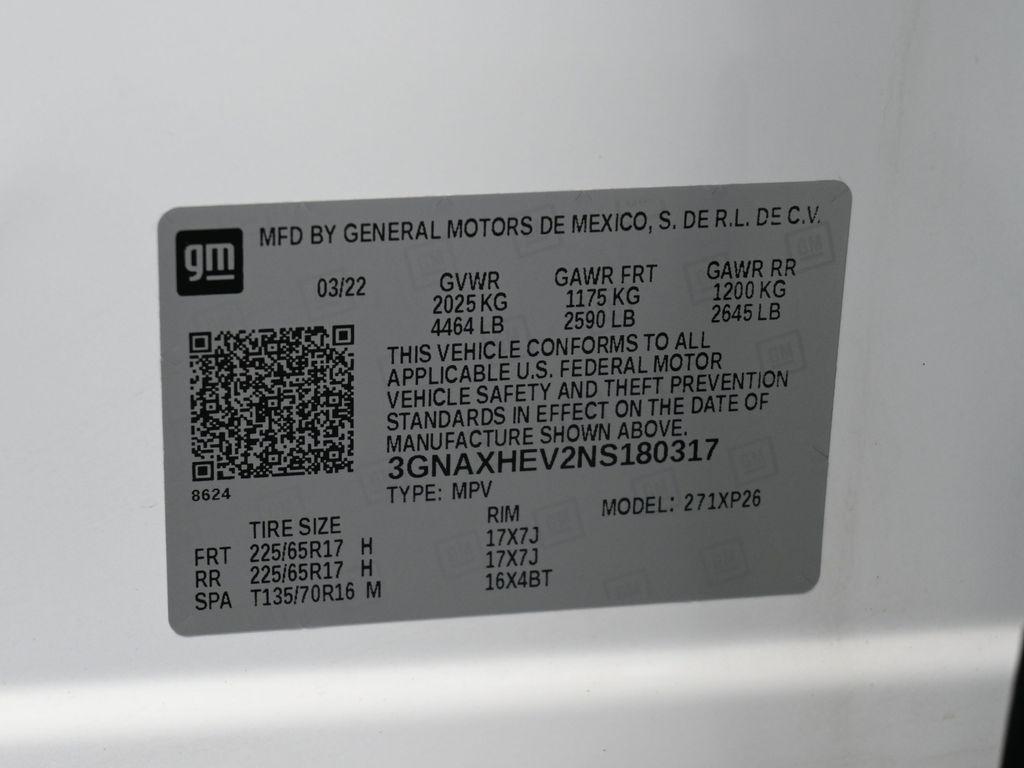 gm MFD BY GENERAL MOTORS DE MEXICO, S. DE R.L. DE C.V.
03/22 GVWR GAWR FRT GAWR RR
2025 KG 1175 KG 1200 KG
4464 LB 2590 LB 2645 LB
THIS VEHICLE CONFORMS TO ALL
APPLICABLE U.S. FEDERAL MOTOR
VEHICLE SAFETY AND THEFT PREVENTION
STANDARDS IN EFFECT ON THE DATE OF
MANUFACTURE SHOWN ABOVE.
3GNAXHEV2NS180317
8624 TYPE: MPV MODEL: 271XP26
TIRE SIZE RIM
FRT 225/65R17 H 17X7J
RR 225/65R17 H 17X7J
SPA T135/70R16 M 16X4BT